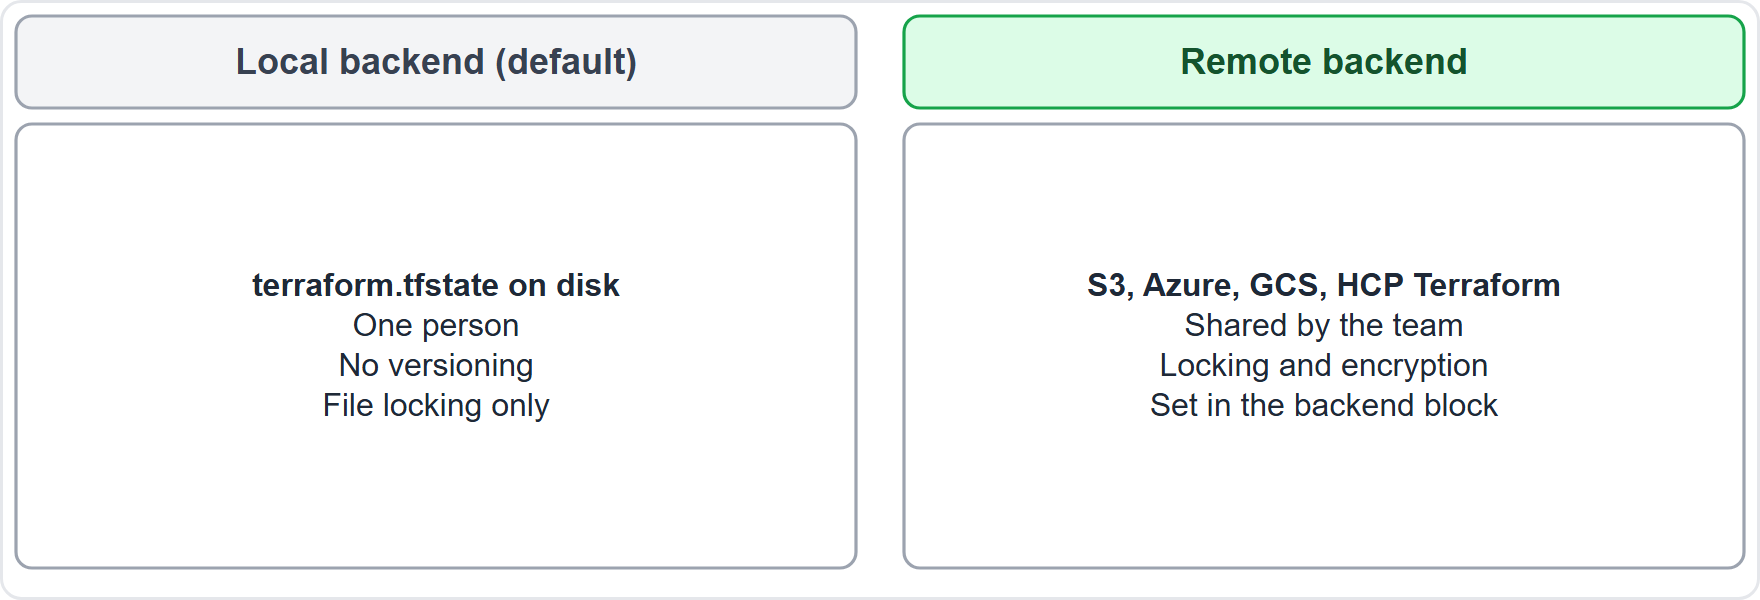 Local backend (default)
terraform.tfstate on disk
One person
No versioning
File locking only
Remote backend
S3, Azure, GCS, HCP Terraform
Shared by the team
Locking and encryption
Set in the backend block